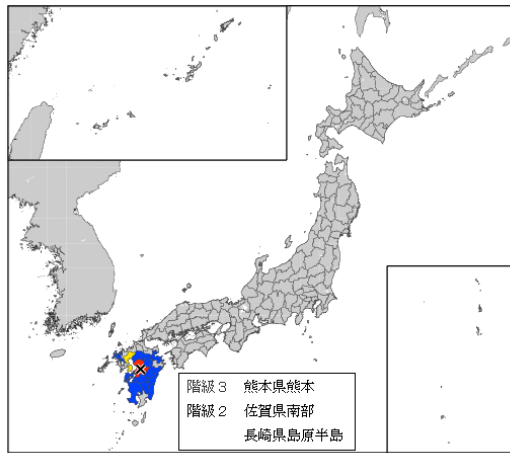 階級３　熊本県熊本
階級２　佐賀県南部
長崎県島原半島